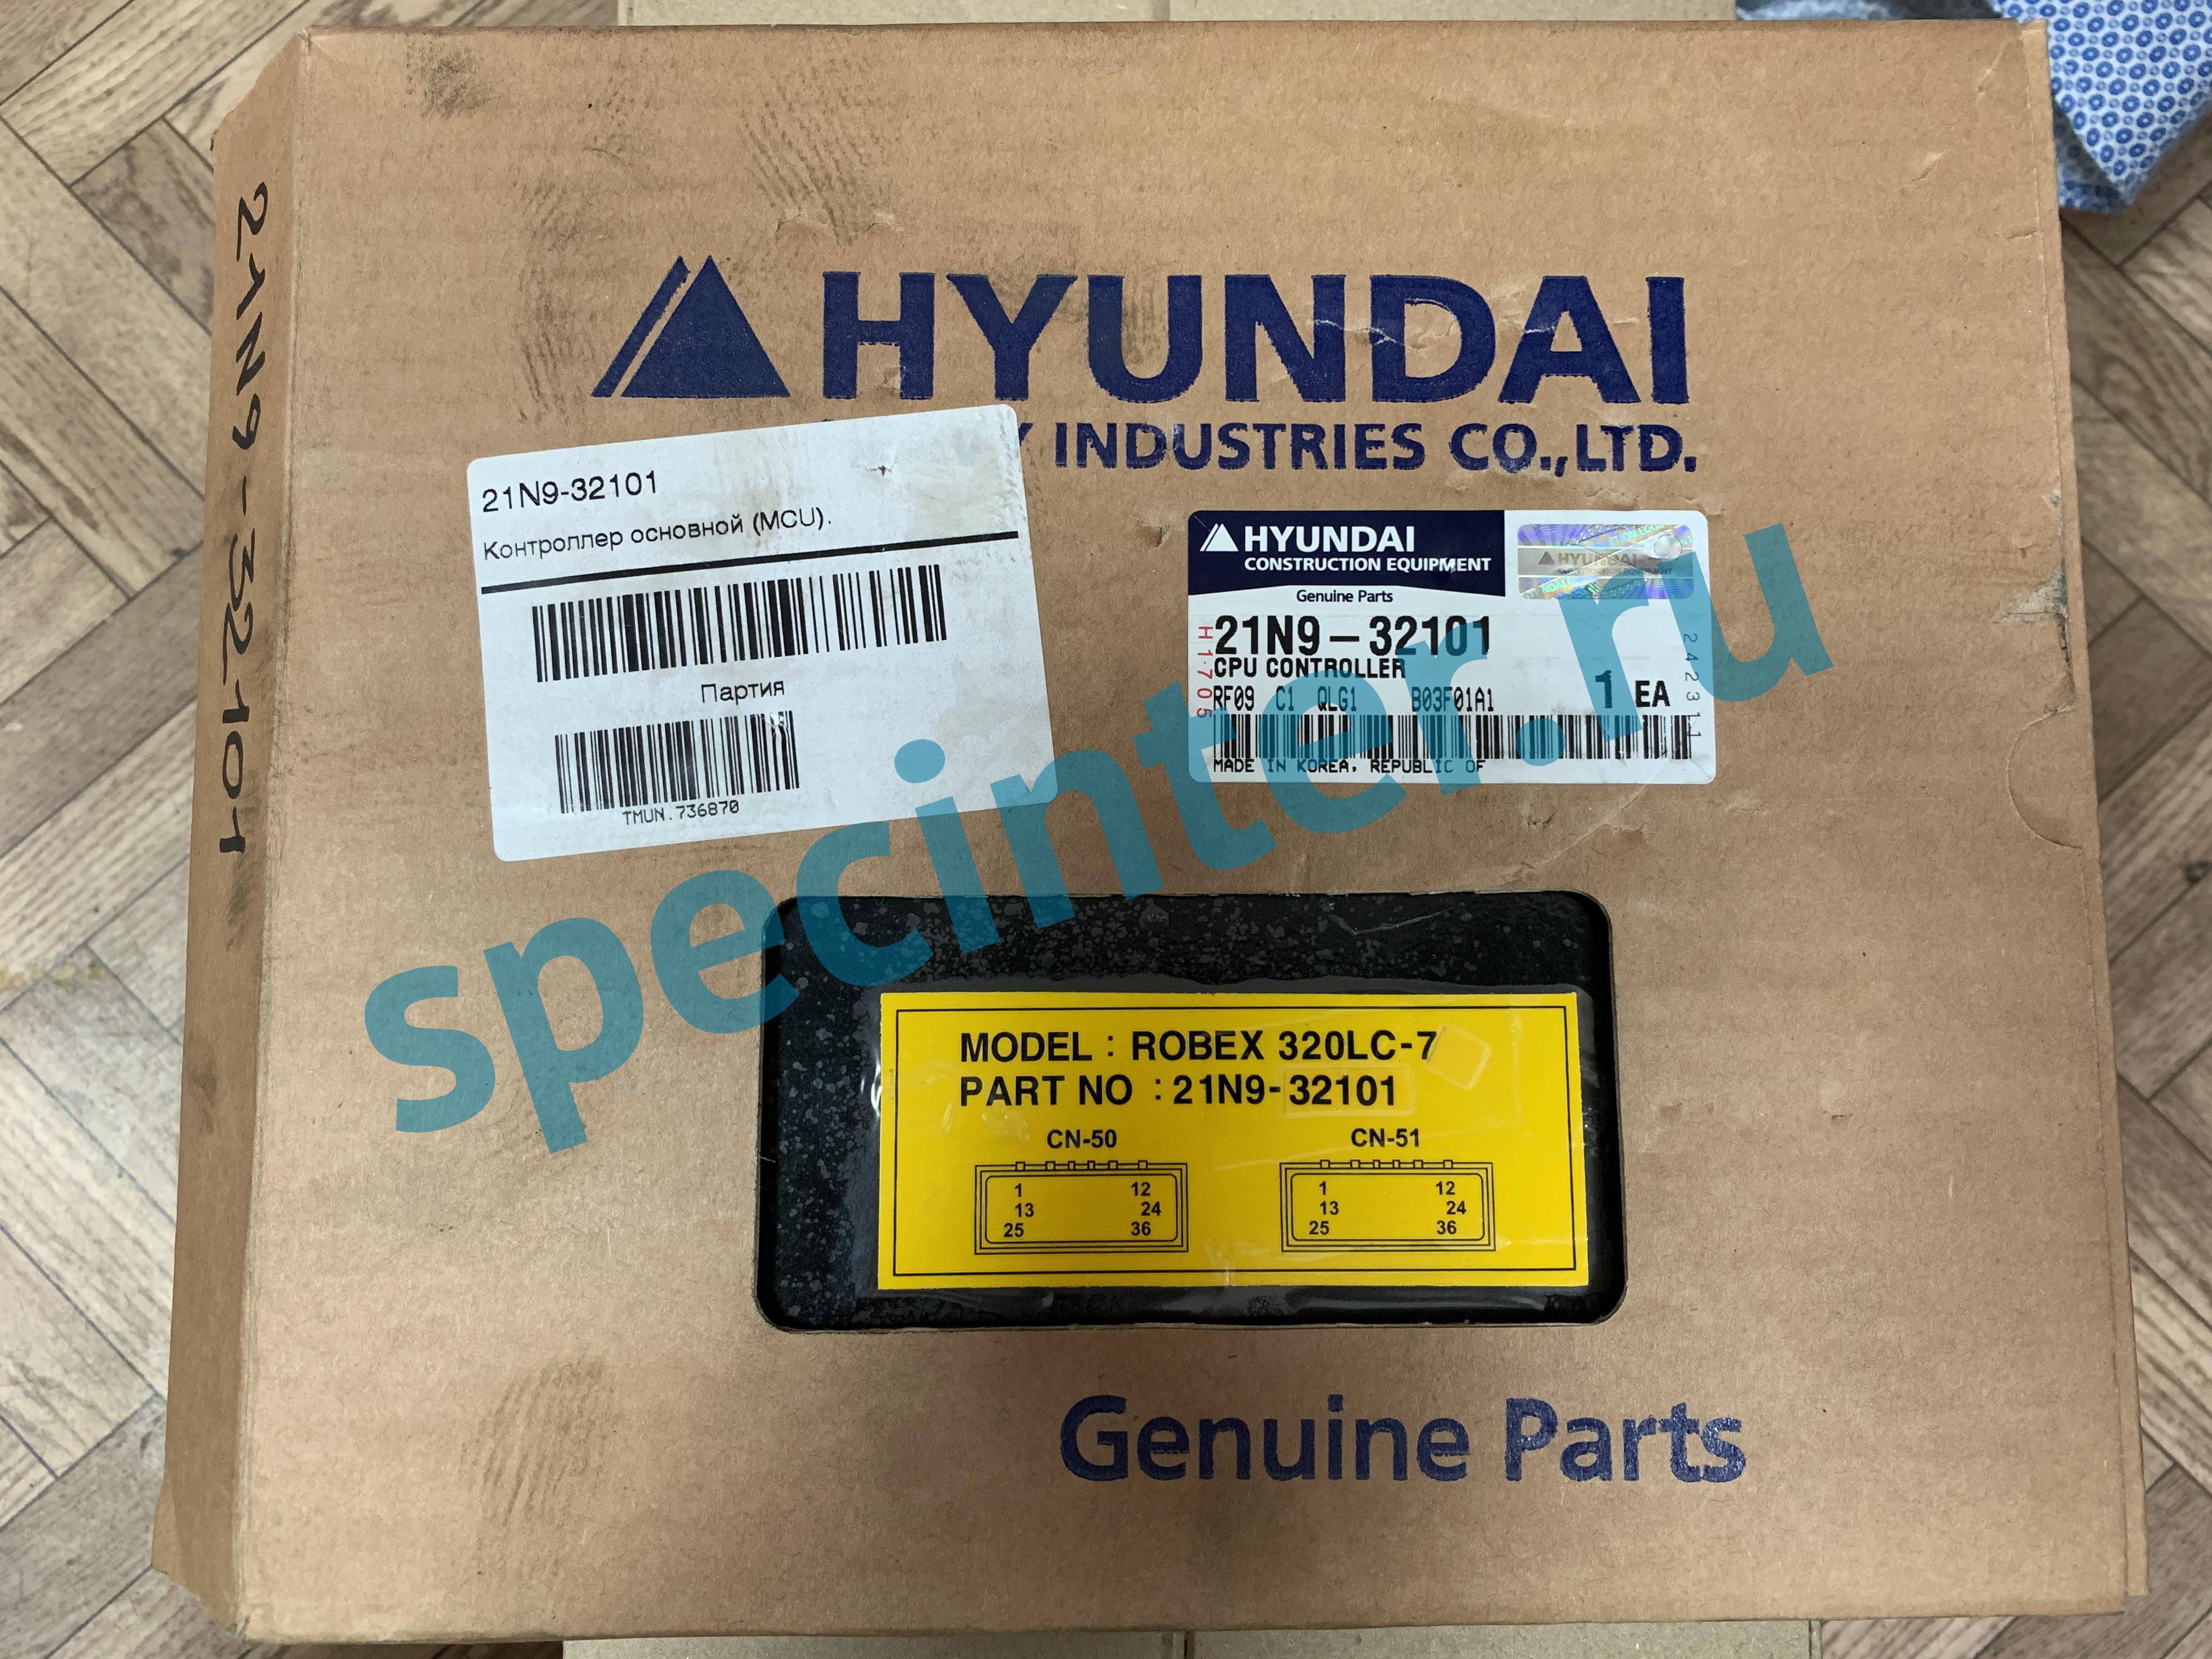 21N9-32101
HYUNDAI
INDUSTRIES CO.,LTD.
21N9-32101
Контроллер основной (MCU).
Партия
TMUN.736870
HYUNDAI
CONSTRUCTION EQUIPMENT
HYUNDAI
Genuine Parts
H1705
21N9-32101
CPU CONTROLLER
RF09 C1 QLG1 B03F01A1
1 EA
242311
MADE IN KOREA, REPUBLIC OF
specinter.ru
MODEL : ROBEX 320LC-7
PART NO : 21N9-32101
CN-50 CN-51
1 12 1 12
13 24 13 24
25 36 25 36
Genuine Parts